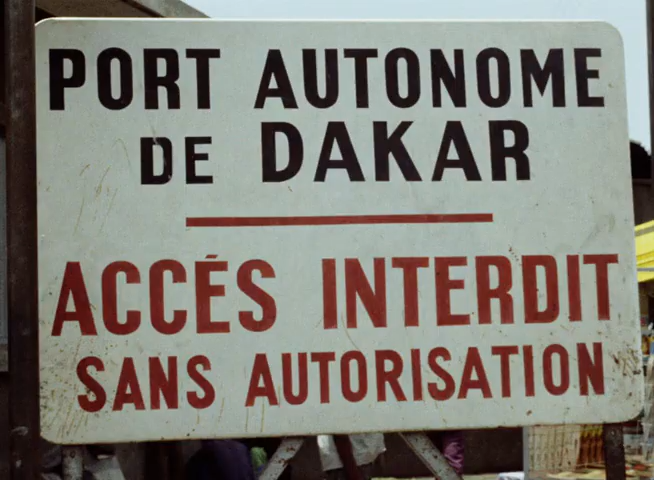 PORT AUTONOME
DE DAKAR
ACCÉS INTERDIT
SANS AUTORISATION